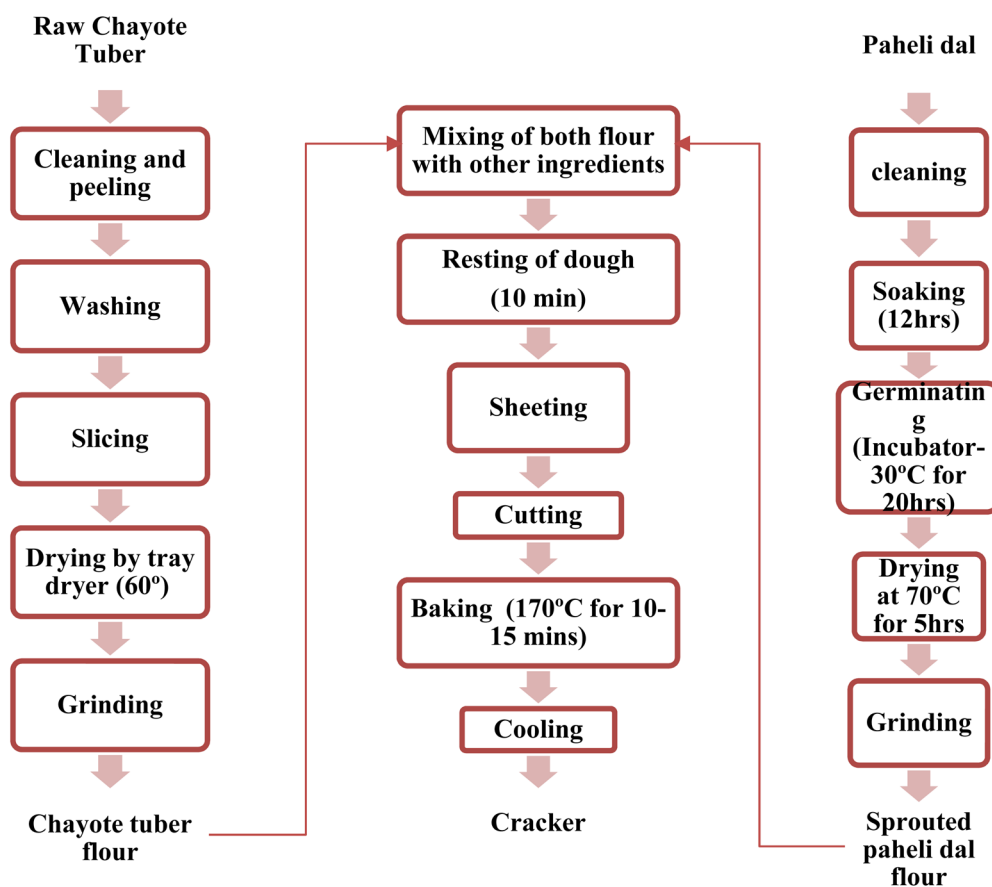 Raw Chayote
Tuber
Cleaning and
peeling
Washing
Slicing
Drying by tray
dryer (60º)
Grinding
Chayote tuber
flour
Mixing of both flour
with other ingredients
Resting of dough
(10 min)
Sheeting
Cutting
Baking (170ºC for 10-
15 mins)
Cooling
Cracker
Paheli dal
cleaning
Soaking
(12hrs)
Germinatin
g
(Incubator-
30ºC for
20hrs)
Drying
at 70ºC
for 5hrs
Grinding
Sprouted
paheli dal
flour